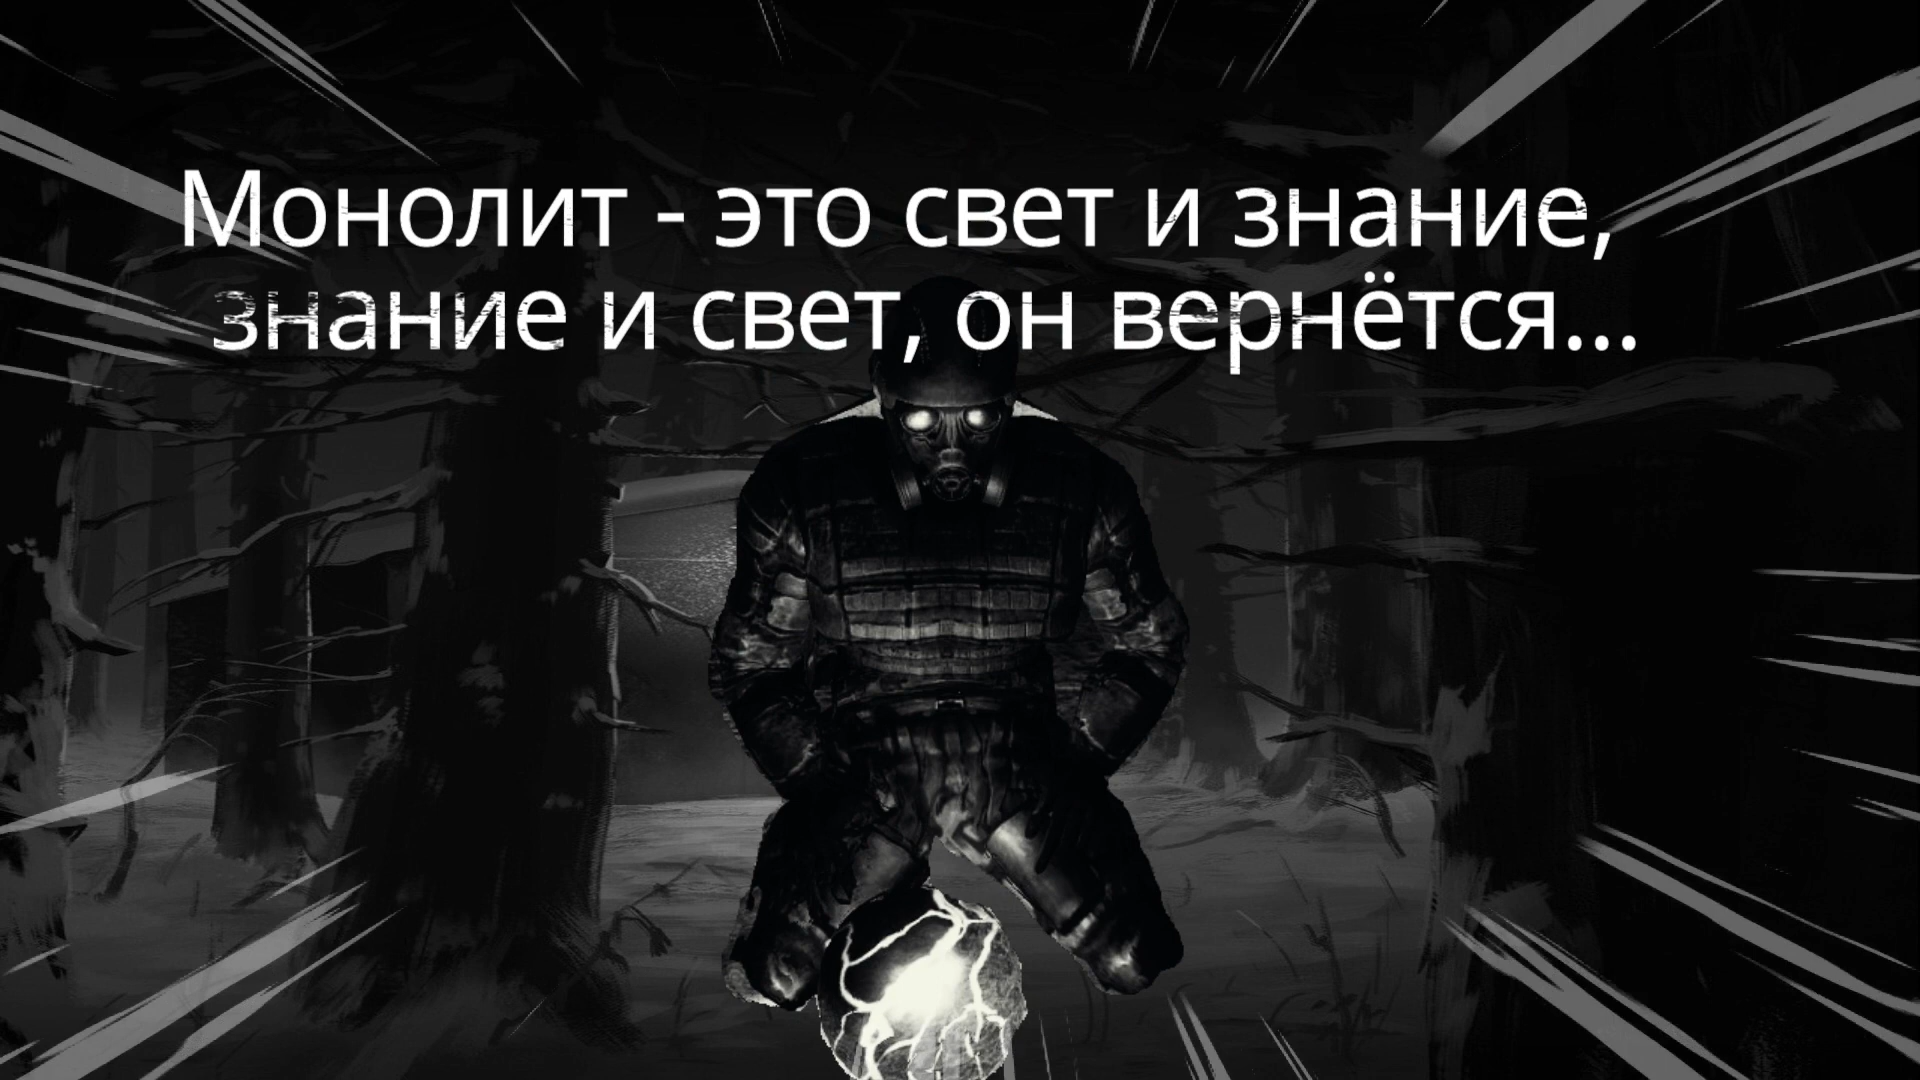 Монолит - это свет и знание,
знание и свет, он вернётся...